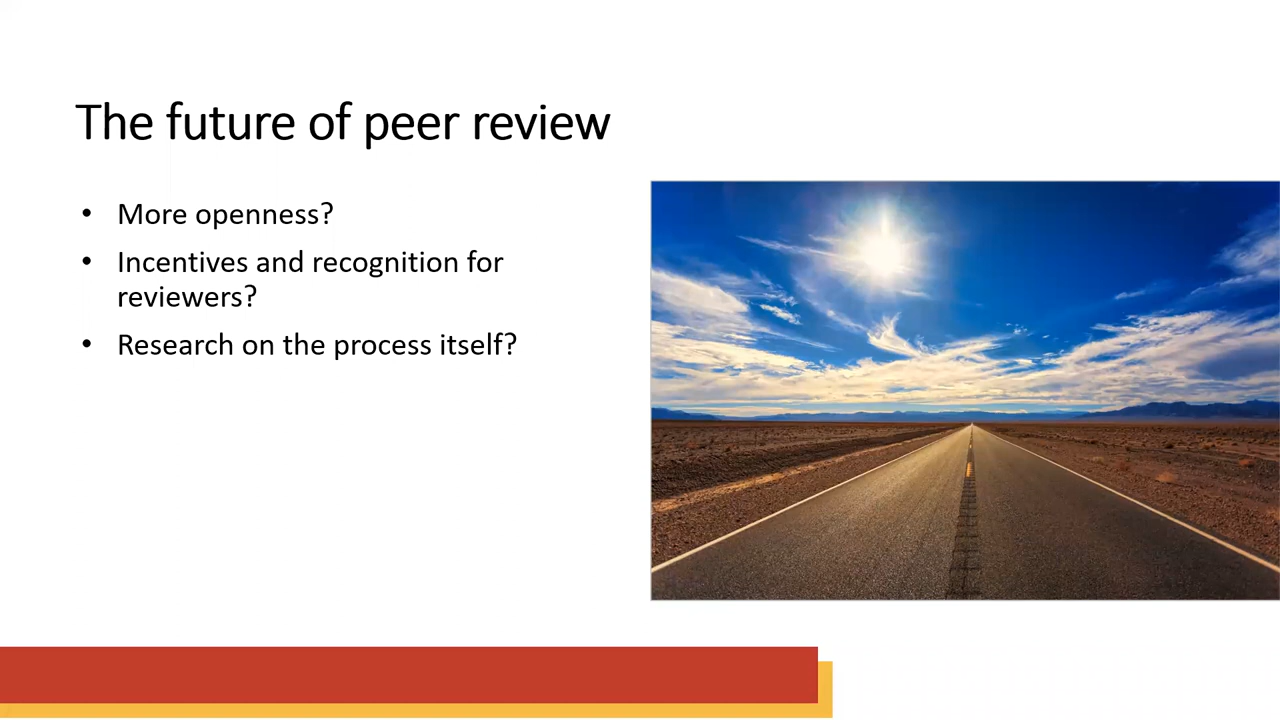 The future of peer review
• More openness?
• Incentives and recognition for
reviewers?
• Research on the process itself?